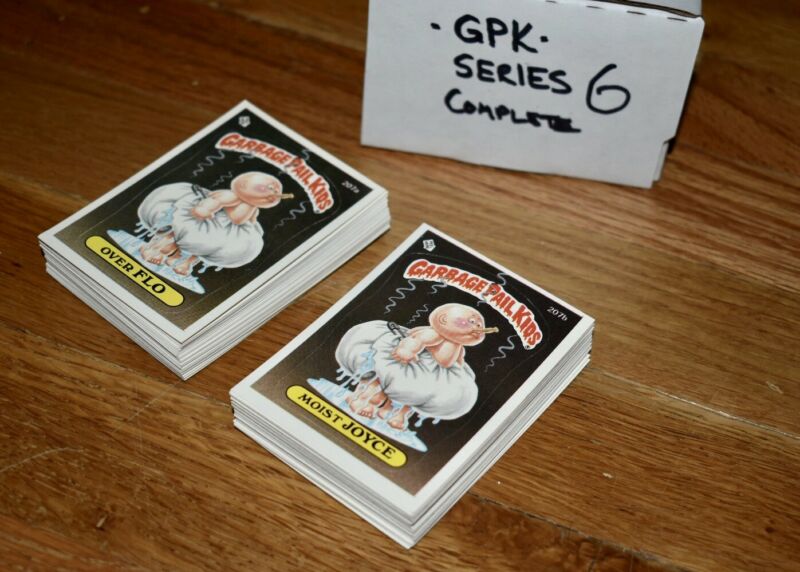 · GPK ·
SERIES 6
COMPLETE
GARBAGE PAIL KIDS
207a
OVER FLO
GARBAGE PAIL KIDS
207b
MOIST JOYCE